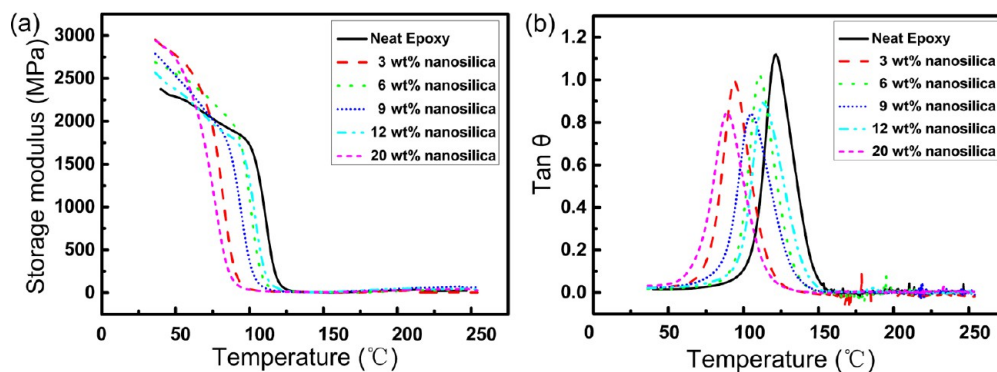 (a)
Storage modulus (MPa)
3000
2500
2000
1500
1000
500
0
0
50
100
150
200
250
Temperature (℃)
Neat Epoxy
3 wt% nanosilica
6 wt% nanosilica
9 wt% nanosilica
12 wt% nanosilica
20 wt% nanosilica
(b)
Tan θ
1.2
1.0
0.8
0.6
0.4
0.2
0.0
0
50
100
150
200
250
Temperature (℃)
Neat Epoxy
3 wt% nanosilica
6 wt% nanosilica
9 wt% nanosilica
12 wt% nanosilica
20 wt% nanosilica